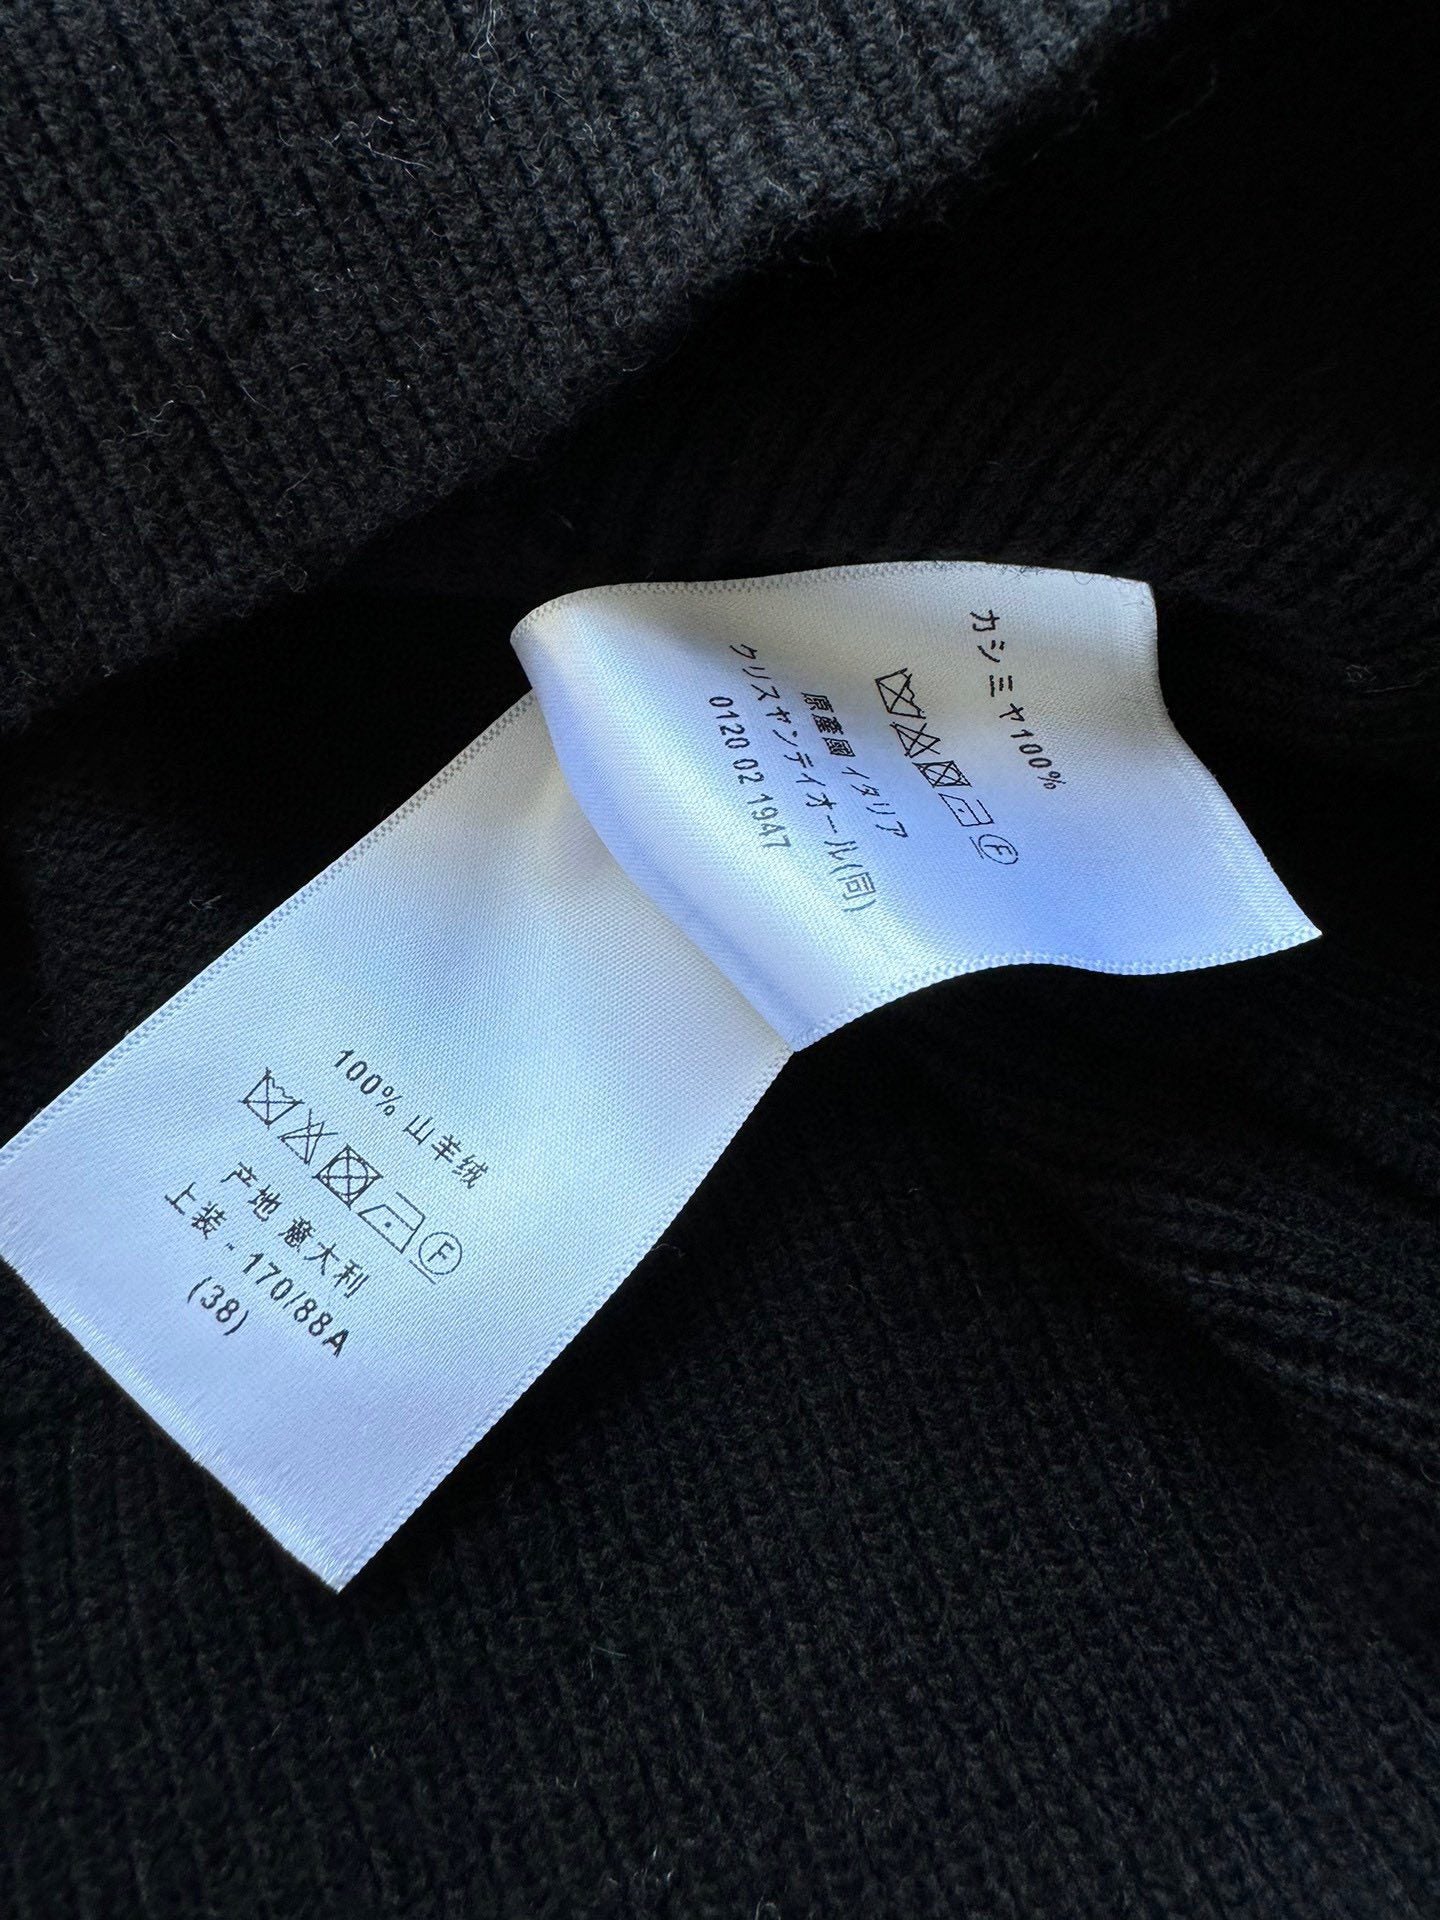 カシミヤ100%
F
原産国 イタリア
クリスチャンディオール(同)
0120 02 1947
100% 山羊绒
F
产地 意大利
上装 - 170/88A
(38)